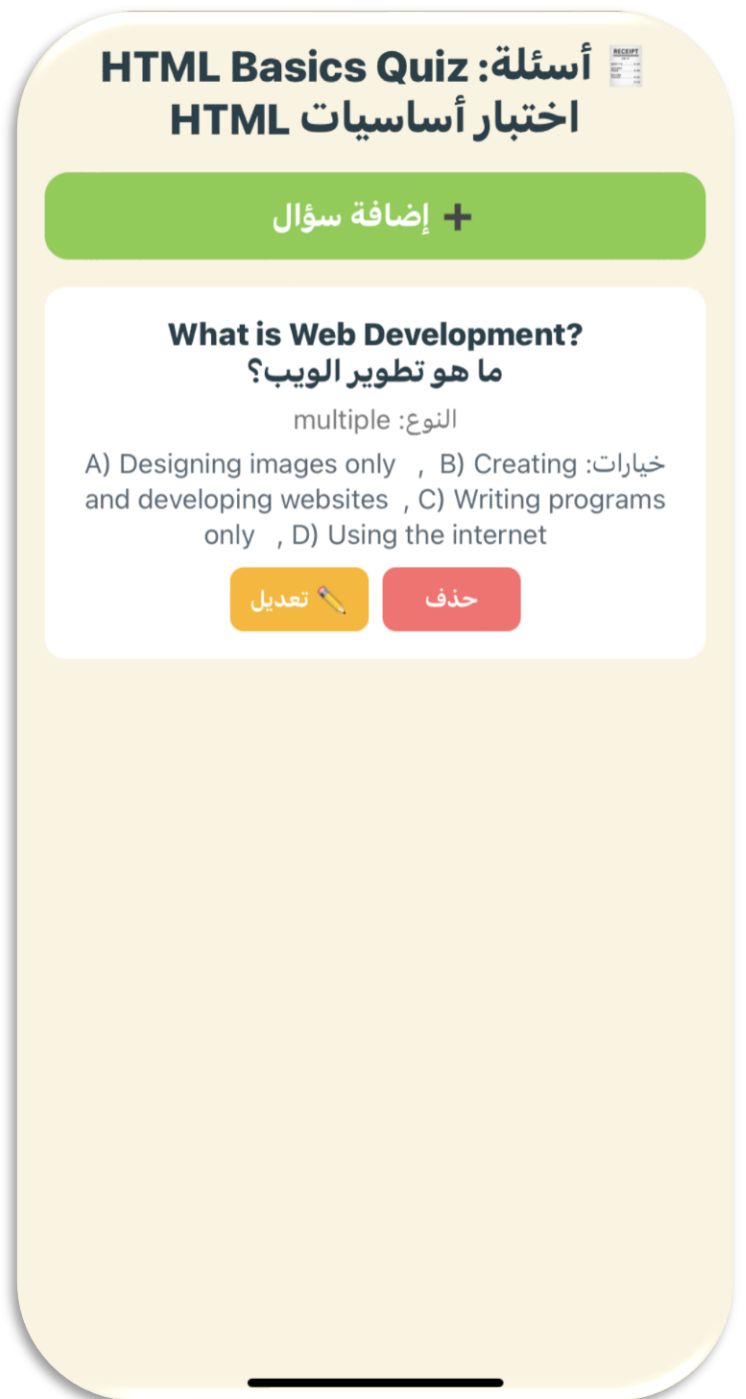 🧾 أسئلة: HTML Basics Quiz
اختبار أساسيات HTML
➕ إضافة سؤال
What is Web Development?
ما هو تطوير الويب؟
النوع: multiple
خيارات: A) Designing images only , B) Creating
and developing websites , C) Writing programs
only , D) Using the internet
حذف
✏️ تعديل